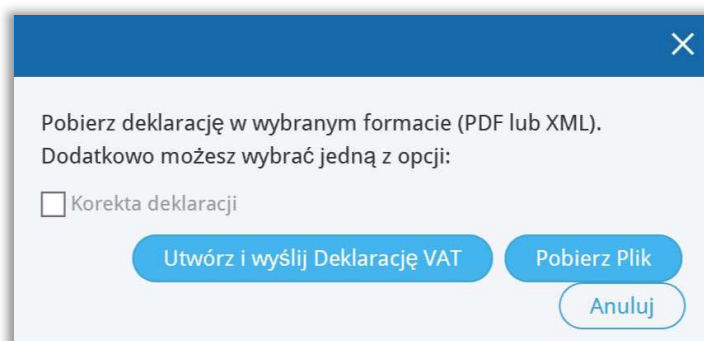 Pobierz deklarację w wybranym formacie (PDF lub XML).
Dodatkowo możesz wybrać jedną z opcji:
Korekta deklaracji
Utwórz i wyślij Deklarację VAT
Pobierz Plik
Anuluj